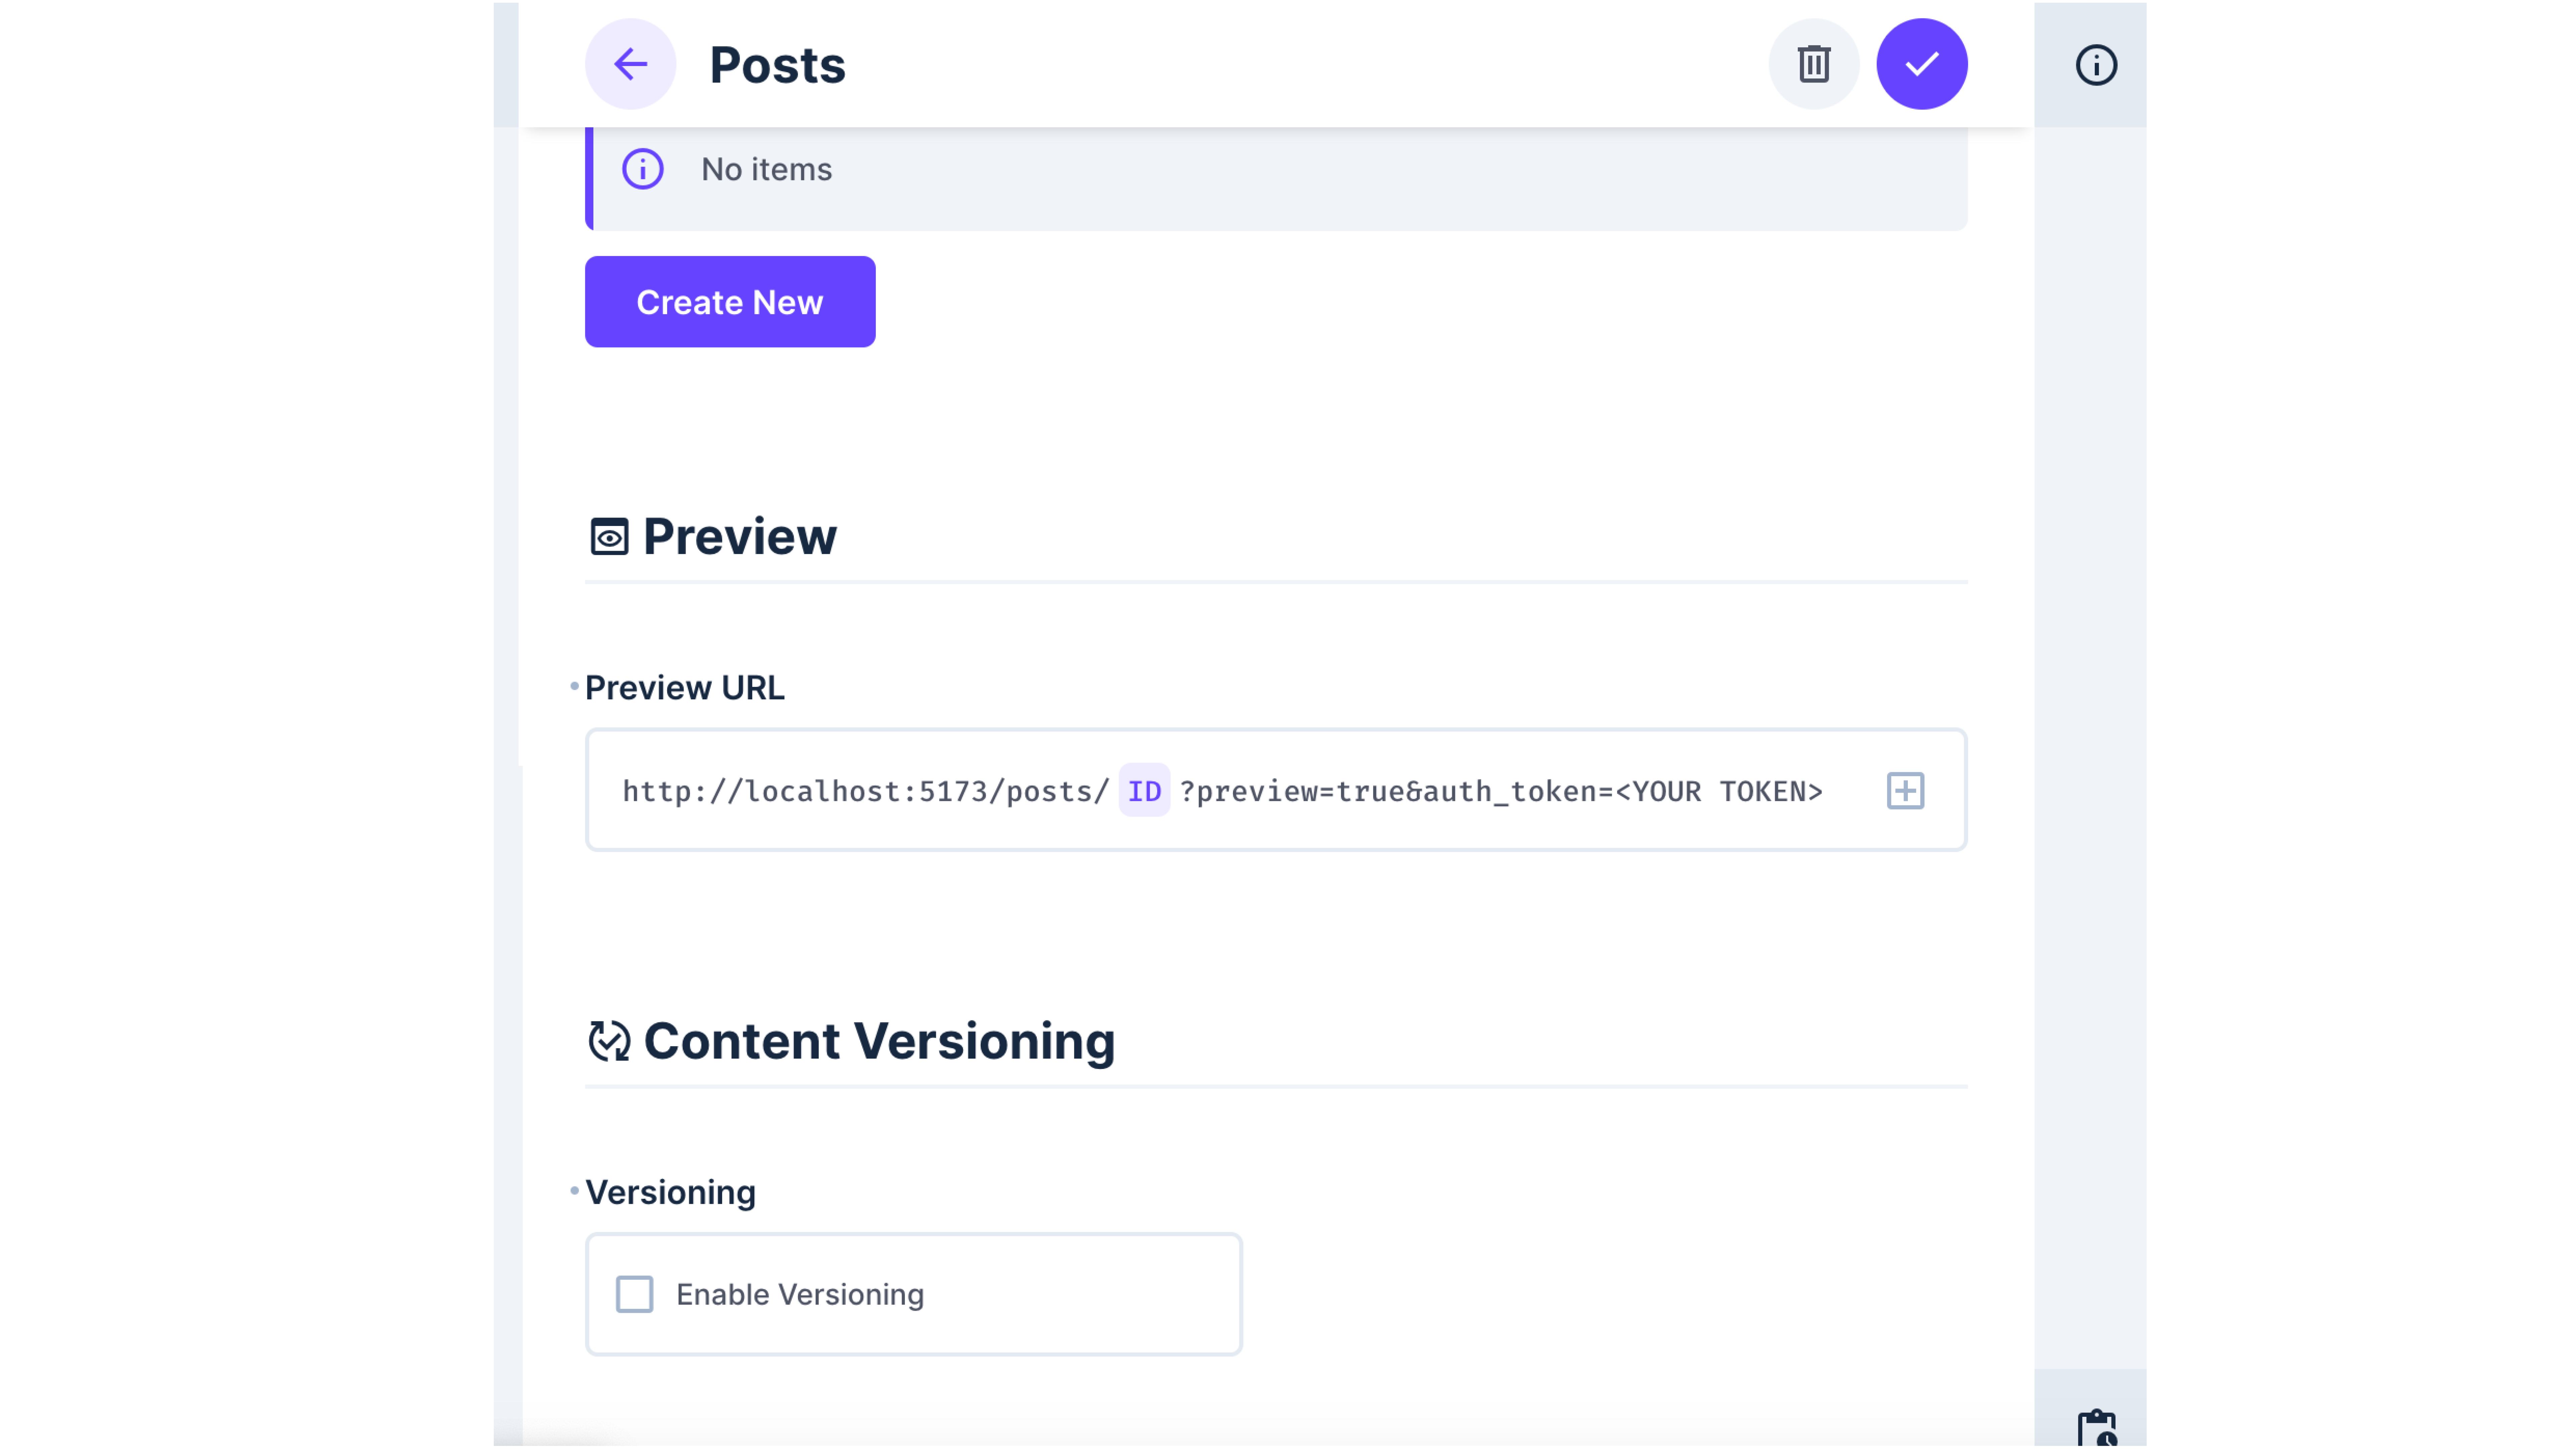 Posts
No items
Create New
Preview
Preview URL
http://localhost:5173/posts/ ID ?preview=true&auth_token=<YOUR TOKEN>
Content Versioning
Versioning
Enable Versioning